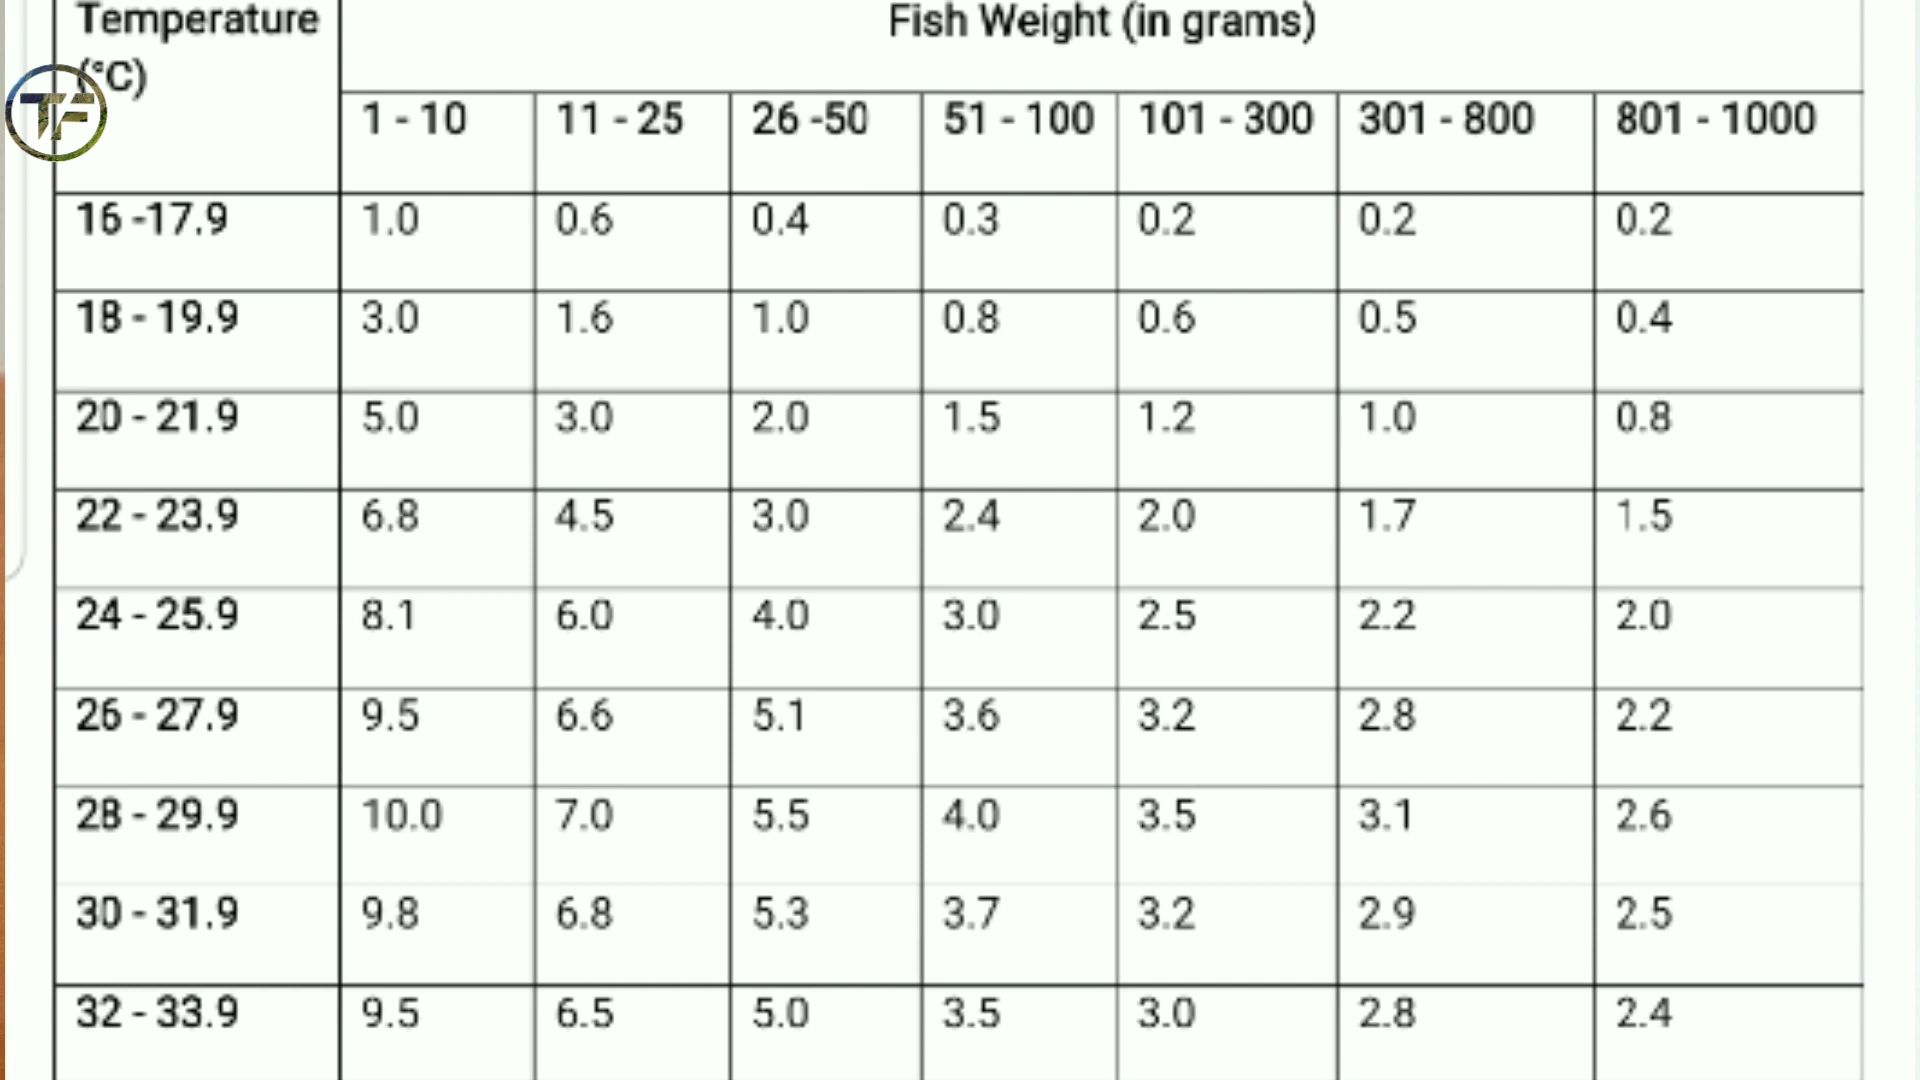 Temperature Fish Weight (in grams)
(°C)
TF
1 - 10 11 - 25 26 -50 51 - 100 101 - 300 301 - 800 801 - 1000
16 -17.9 1.0 0.6 0.4 0.3 0.2 0.2 0.2
18 - 19.9 3.0 1.6 1.0 0.8 0.6 0.5 0.4
20 - 21.9 5.0 3.0 2.0 1.5 1.2 1.0 0.8
22 - 23.9 6.8 4.5 3.0 2.4 2.0 1.7 1.5
24 - 25.9 8.1 6.0 4.0 3.0 2.5 2.2 2.0
26 - 27.9 9.5 6.6 5.1 3.6 3.2 2.8 2.2
28 - 29.9 10.0 7.0 5.5 4.0 3.5 3.1 2.6
30 - 31.9 9.8 6.8 5.3 3.7 3.2 2.9 2.5
32 - 33.9 9.5 6.5 5.0 3.5 3.0 2.8 2.4